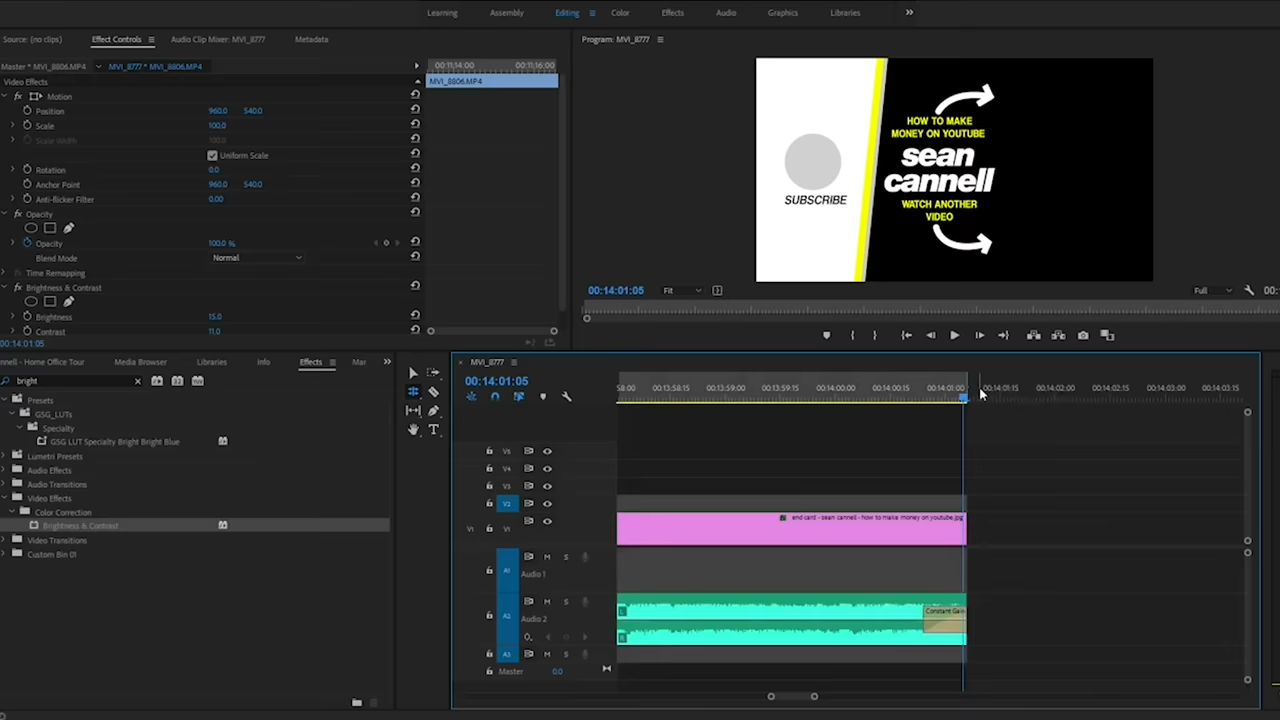 Learning
Assembly
Editing
Color
Effects
Audio
Graphics
Libraries
Source: (no clips)
Effect Controls
Audio Clip Mixer: MVI_8777
Metadata
Program: MVI_8777
Master * MVI_8806.MP4
MVI_8777 * MVI_8806.MP4
00:11:14:00
00:11:16:00
MVI_8806.MP4
Video Effects
fx Motion
Position 960.0 540.0
Scale 100.0
Scale Width 100.0
Uniform Scale
Rotation 0.0
Anchor Point 960.0 540.0
Anti-flicker Filter 0.00
fx Opacity
Opacity 100.0 %
Blend Mode Normal
Time Remapping
fx Brightness & Contrast
Brightness 15.0
Contrast 11.0
00:14:01:05
HOW TO MAKE
MONEY ON YOUTUBE
sean
cannell
WATCH ANOTHER
VIDEO
SUBSCRIBE
00:14:01:05
Fit
Full
00:
nnell - Home Office Tour
Media Browser
Libraries
Info
Effects
Mar
bright
Presets
GSG_LUTs
Specialty
GSG LUT Specialty Bright Bright Blue
Lumetri Presets
Audio Effects
Audio Transitions
Video Effects
Color Correction
Brightness & Contrast
Video Transitions
Custom Bin 01
MVI_8777
00:14:01:05
58:00
00:13:58:15
00:13:59:00
00:13:59:15
00:14:00:00
00:14:00:15
00:14:01:00
00:14:01:15
00:14:02:00
00:14:02:15
00:14:03:00
00:14:03:15
V5
V4
V3
V2
V1 V1
end card - sean cannell - how to make money on youtube.jpg
A1 M S
Audio 1
A2 M S
Audio 2
L
R
Constant Gain
A3 M S
Master 0.0